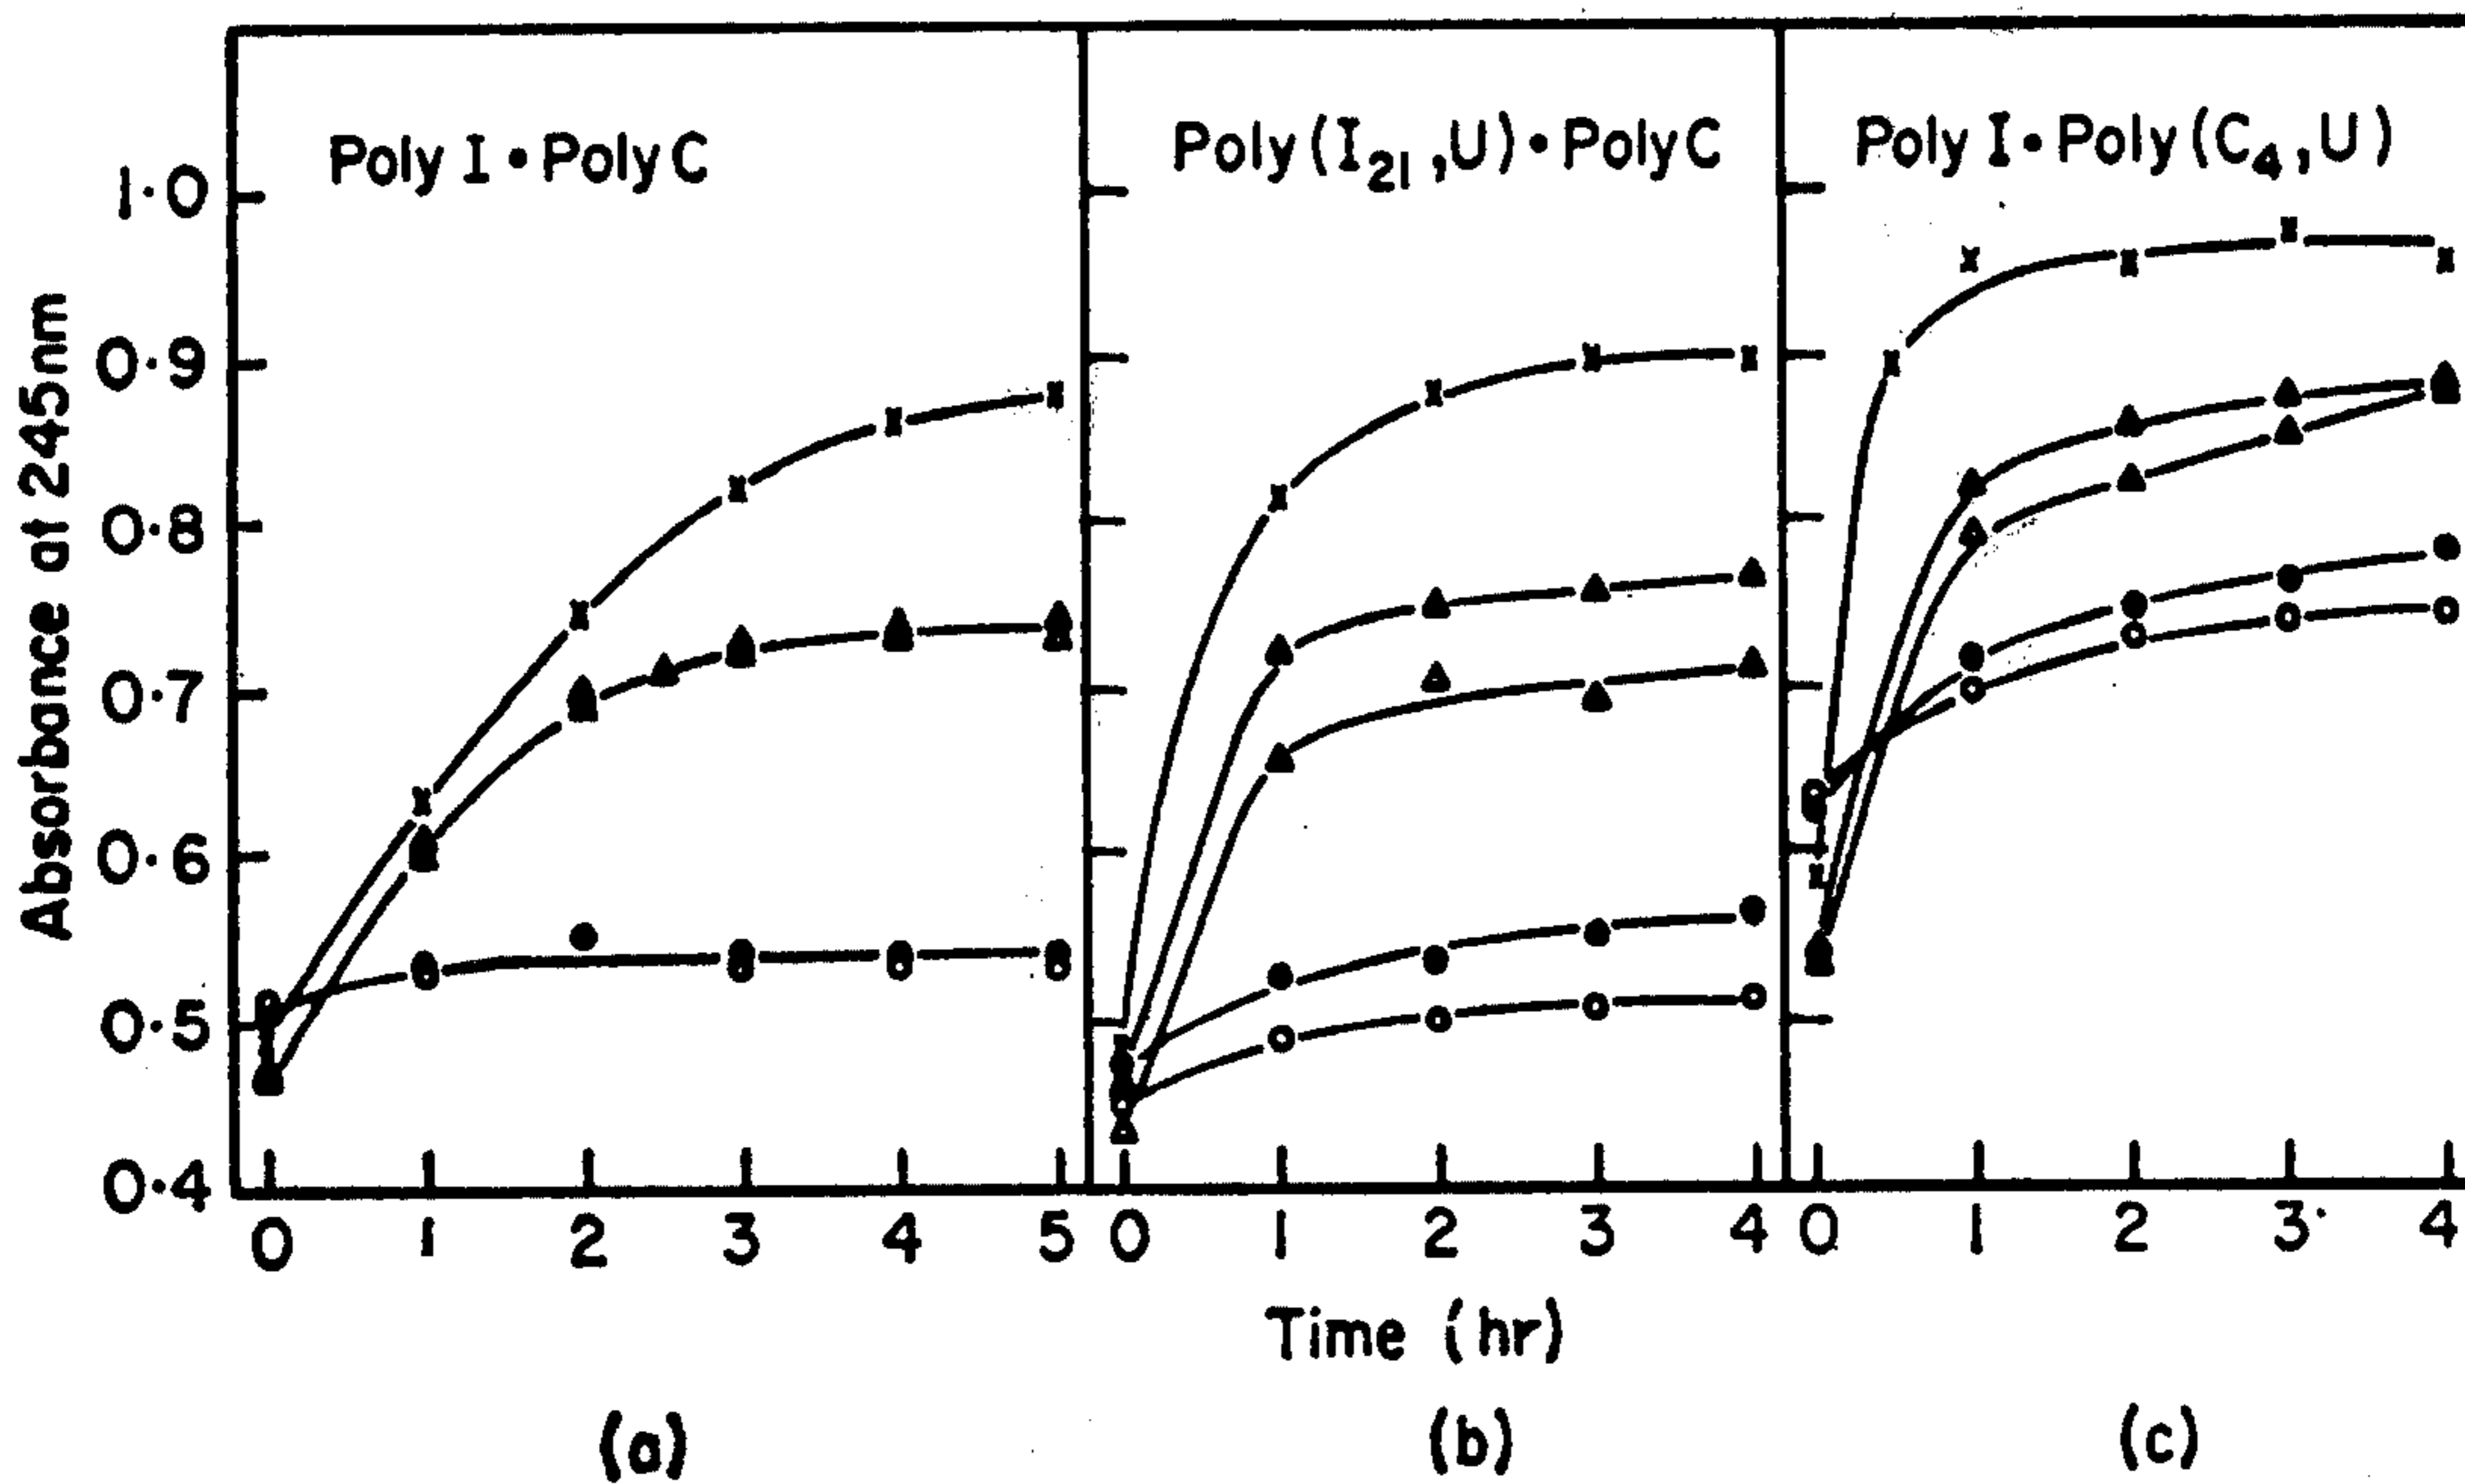 Poly I • Poly C
Poly (I₂₁, U) • Poly C
Poly I • Poly (C₄, U)
Absorbance at 245nm
1·0
0·9
0·8
0·7
0·6
0·5
0·4
0 1 2 3 4 5
0 1 2 3 4
0 1 2 3 4
Time (hr)
(a) (b) (c)